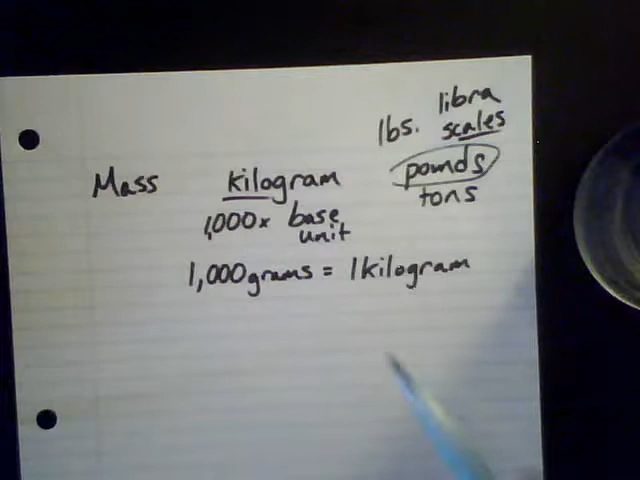 libra
lbs. scales
Mass kilogram pounds
tons
1,000x base
unit
1,000grams = 1kilogram